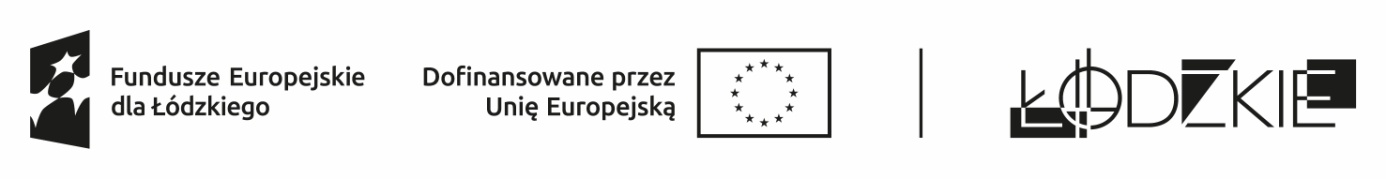 Fundusze Europejskie
dla Łódzkiego
Dofinansowane przez
Unię Europejską
ŁÓDZKIE